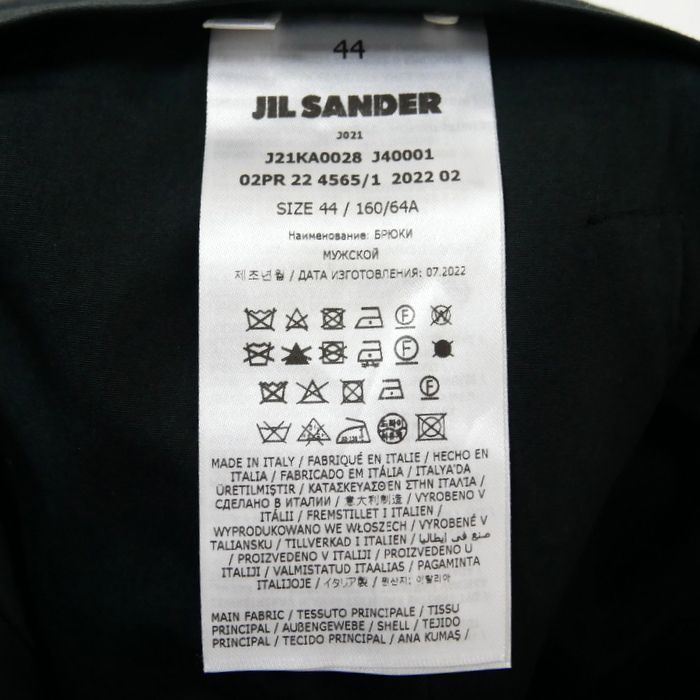 44
JIL SANDER
J021
J21KA0028 J40001
02PR 22 4565/1 2022 02
SIZE 44 / 160/64A
Наименование: БРЮКИ
МУЖСКОЙ
제조년월 / ДАТА ИЗГОТОВЛЕНИЯ: 07.2022
F W
F
F
드라이
MADE IN ITALY / FABRIQUÉ EN ITALIE / HECHO EN
ITALIA / FABRICADO EM ITÁLIA / ITALYA'DA
ÜRETILMIŞTIR / ΚΑΤΑΣΚΕΥΑΣΘΕΝ ΣΤΗΝ ΙΤΑΛΙΑ /
СДЕЛАНО В ИТАЛИИ / 意大利制造 / VYROBENO V
ITÁLII / FREMSTILLET I ITALIEN /
WYPRODUKOWANO WE WŁOSZECH / VYROBENÉ V
TALIANSKU / TILLVERKAD I ITALIEN / صنع في إيطاليا
/ PROIZVEDENO V ITALIJI / PROIZVEDENO U
ITALIJI / VALMISTATUD ITAALIAS / PAGAMINTA
ITALIJOJE / イタリア製 / 원산지: 이탈리아
MAIN FABRIC / TESSUTO PRINCIPALE / TISSU
PRINCIPAL / AUßENGEWEBE / SHELL / TEJIDO
PRINCIPAL / TECIDO PRINCIPAL / ANA KUMAŞ /